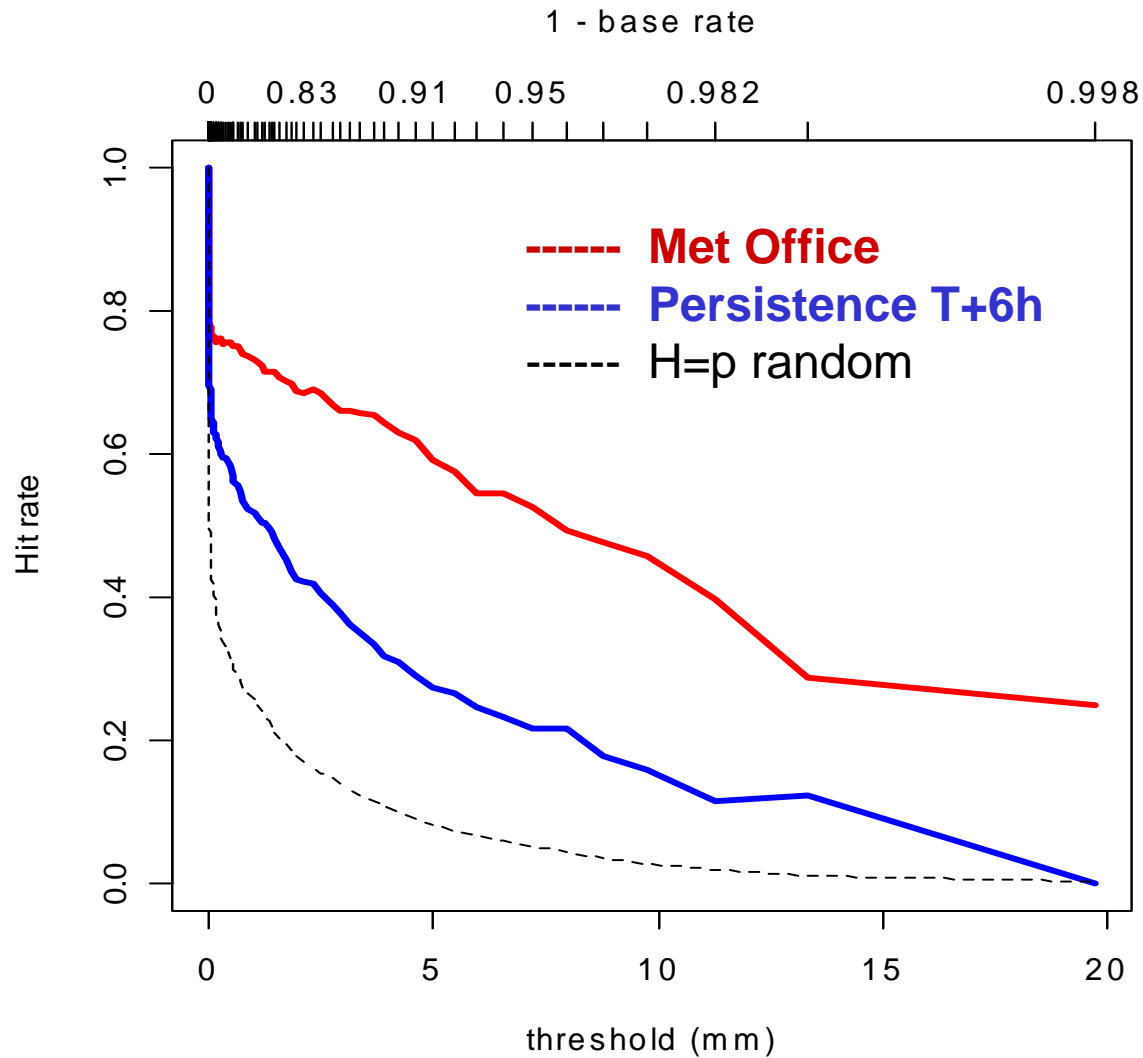 1 - base rate
0 0.83 0.91 0.95 0.982 0.998
1.0
0.8
0.6
0.4
0.2
0.0
Hit rate
------ Met Office
------ Persistence T+6h
------ H=p random
0 5 10 15 20
threshold (mm)